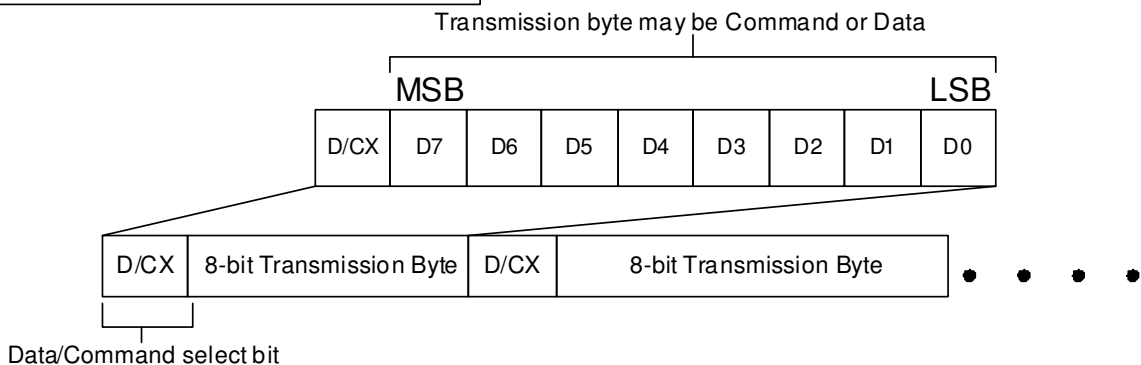 Transmission byte may be Command or Data
MSB LSB
D/CX D7 D6 D5 D4 D3 D2 D1 D0
D/CX 8-bit Transmission Byte D/CX 8-bit Transmission Byte
Data/Command select bit